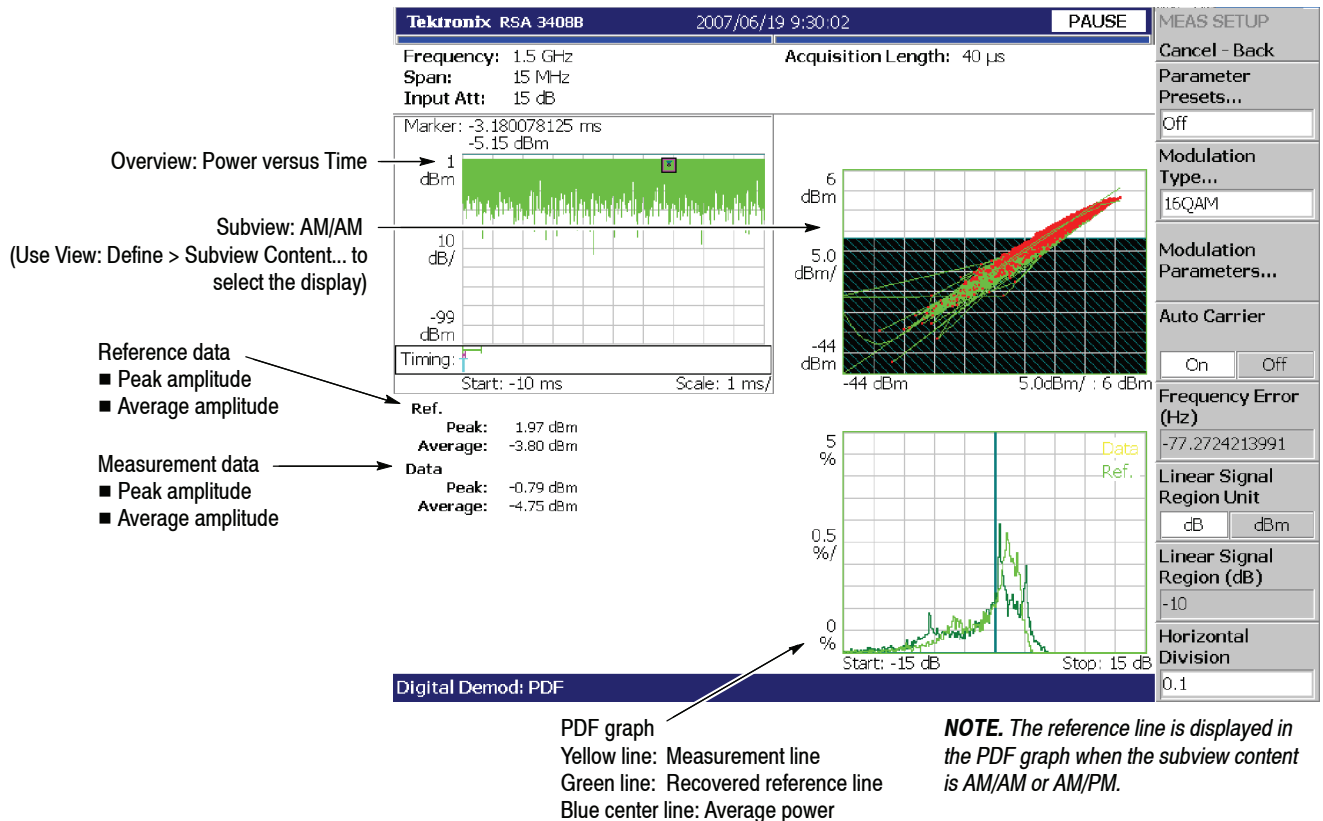 Tektronix RSA 3408B 2007/06/19 9:30:02 PAUSE
Frequency: 1.5 GHz
Span: 15 MHz
Input Att: 15 dB
Acquisition Length: 40 µs
Marker: -3.180078125 ms
-5.15 dBm
1
dBm
10
dB/
-99
dBm
Timing:
Start: -10 ms Scale: 1 ms/
6
dBm
5.0
dBm/
-44
dBm
-44 dBm 5.0dBm/ : 6 dBm
Ref.
Peak: 1.97 dBm
Average: -3.80 dBm
Data
Peak: -0.79 dBm
Average: -4.75 dBm
5
%
Data
Ref.
0.5
%/
0
%
Start: -15 dB Stop: 15 dB
Digital Demod: PDF
MEAS SETUP
Cancel - Back
Parameter
Presets...
Off
Modulation
Type...
16QAM
Modulation
Parameters...
Auto Carrier
On Off
Frequency Error
(Hz)
-77.2724213991
Linear Signal
Region Unit
dB dBm
Linear Signal
Region (dB)
-10
Horizontal
Division
0.1
Overview: Power versus Time
Subview: AM/AM
(Use View: Define > Subview Content... to
select the display)
Reference data
■ Peak amplitude
■ Average amplitude
Measurement data
■ Peak amplitude
■ Average amplitude
PDF graph
Yellow line: Measurement line
Green line: Recovered reference line
Blue center line: Average power
NOTE. The reference line is displayed in
the PDF graph when the subview content
is AM/AM or AM/PM.